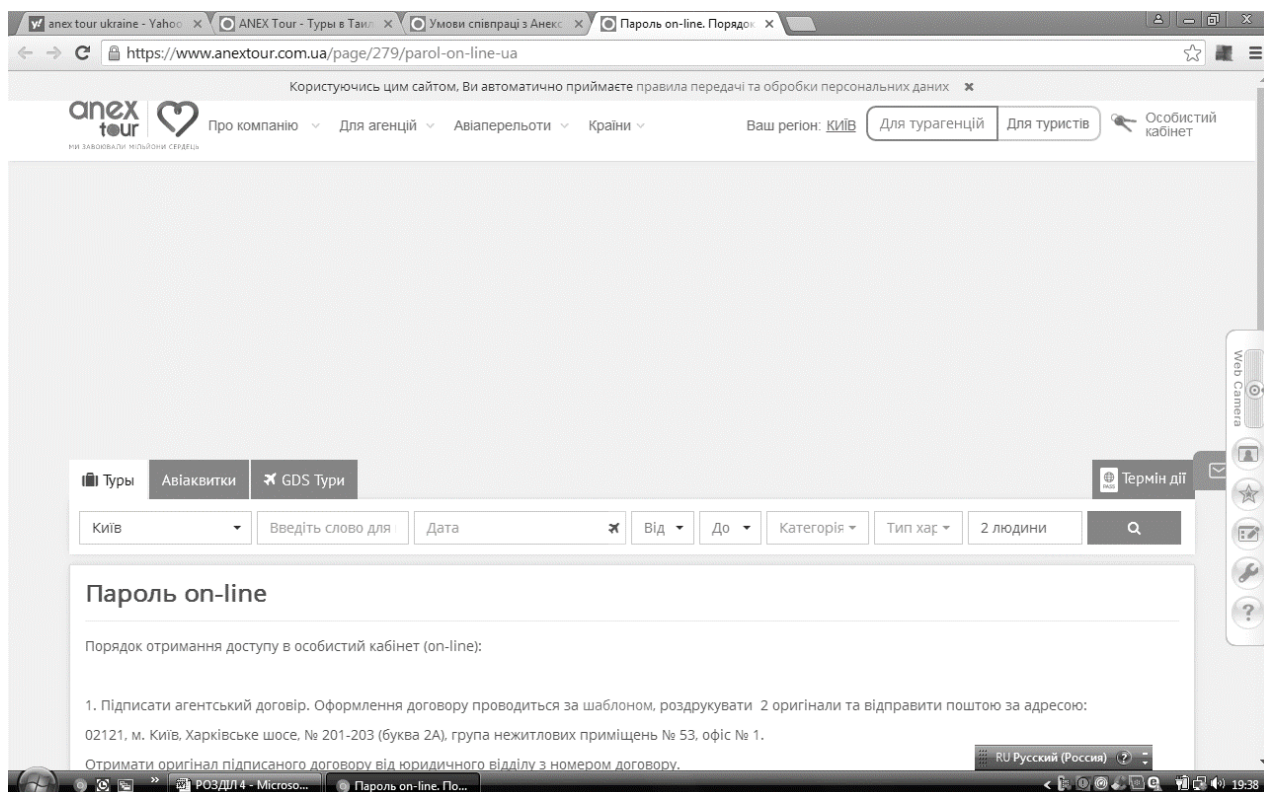 anex tour ukraine - Yahoo
ANEX Tour - Туры в Таил
Умови співпраці з Анекс
Пароль on-line. Порядок
https://www.anextour.com.ua/page/279/parol-on-line-ua
Користуючись цим сайтом, Ви автоматично приймаєте правила передачі та обробки персональних даних
anex tour
МИ ЗАВОЮВАЛИ МІЛЬЙОНИ СЕРДЕЦЬ
Про компанію
Для агенцій
Авіаперельоти
Країни
Ваш регіон: КИЇВ
Для турагенцій
Для туристів
Особистий кабінет
Web Camera
Туры
Авіаквитки
GDS Тури
PASS
Термін дії
Київ
Введіть слово для
Дата
Від
До
Категорія
Тип хар
2 людини
Пароль on-line
Порядок отримання доступу в особистий кабінет (on-line):
1. Підписати агентський договір. Оформлення договору проводиться за шаблоном, роздрукувати 2 оригінали та відправити поштою за адресою:
02121, м. Київ, Харківське шосе, № 201-203 (буква 2А), група нежитлових приміщень № 53, офіс № 1.
Отримати оригінал підписаного договору від юридичного відділу з номером договору.
RU Русский (Россия)
РОЗДІЛ 4 - Microso...
Пароль on-line. По...
19:38